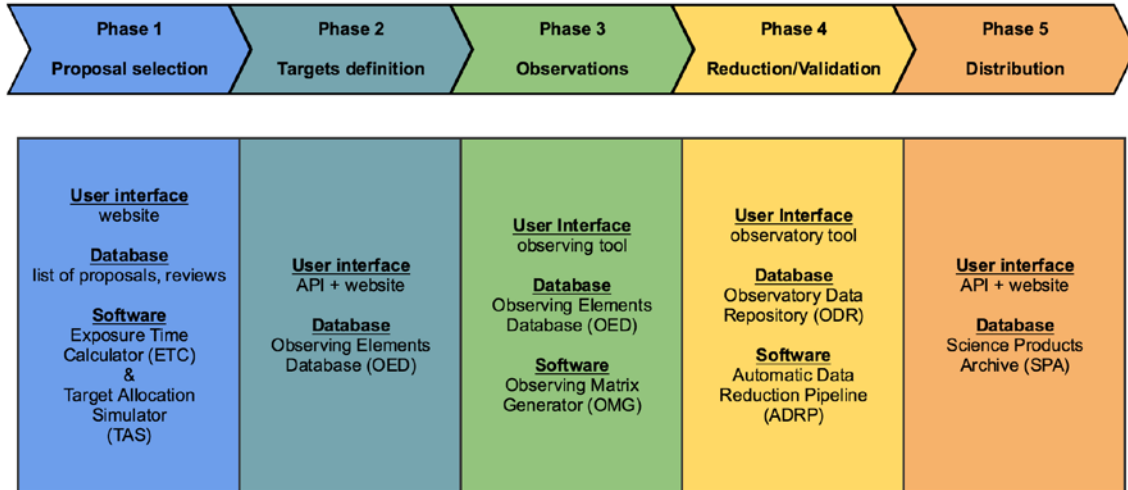 Phase 1
Proposal selection
Phase 2
Targets definition
Phase 3
Observations
Phase 4
Reduction/Validation
Phase 5
Distribution
User interface
website
Database
list of proposals, reviews
Software
Exposure Time
Calculator (ETC)
&
Target Allocation
Simulator
(TAS)
User interface
API + website
Database
Observing Elements
Database (OED)
User Interface
observing tool
Database
Observing Elements
Database (OED)
Software
Observing Matrix
Generator (OMG)
User Interface
observatory tool
Database
Observatory Data
Repository (ODR)
Software
Automatic Data
Reduction Pipeline
(ADRP)
User interface
API + website
Database
Science Products
Archive (SPA)